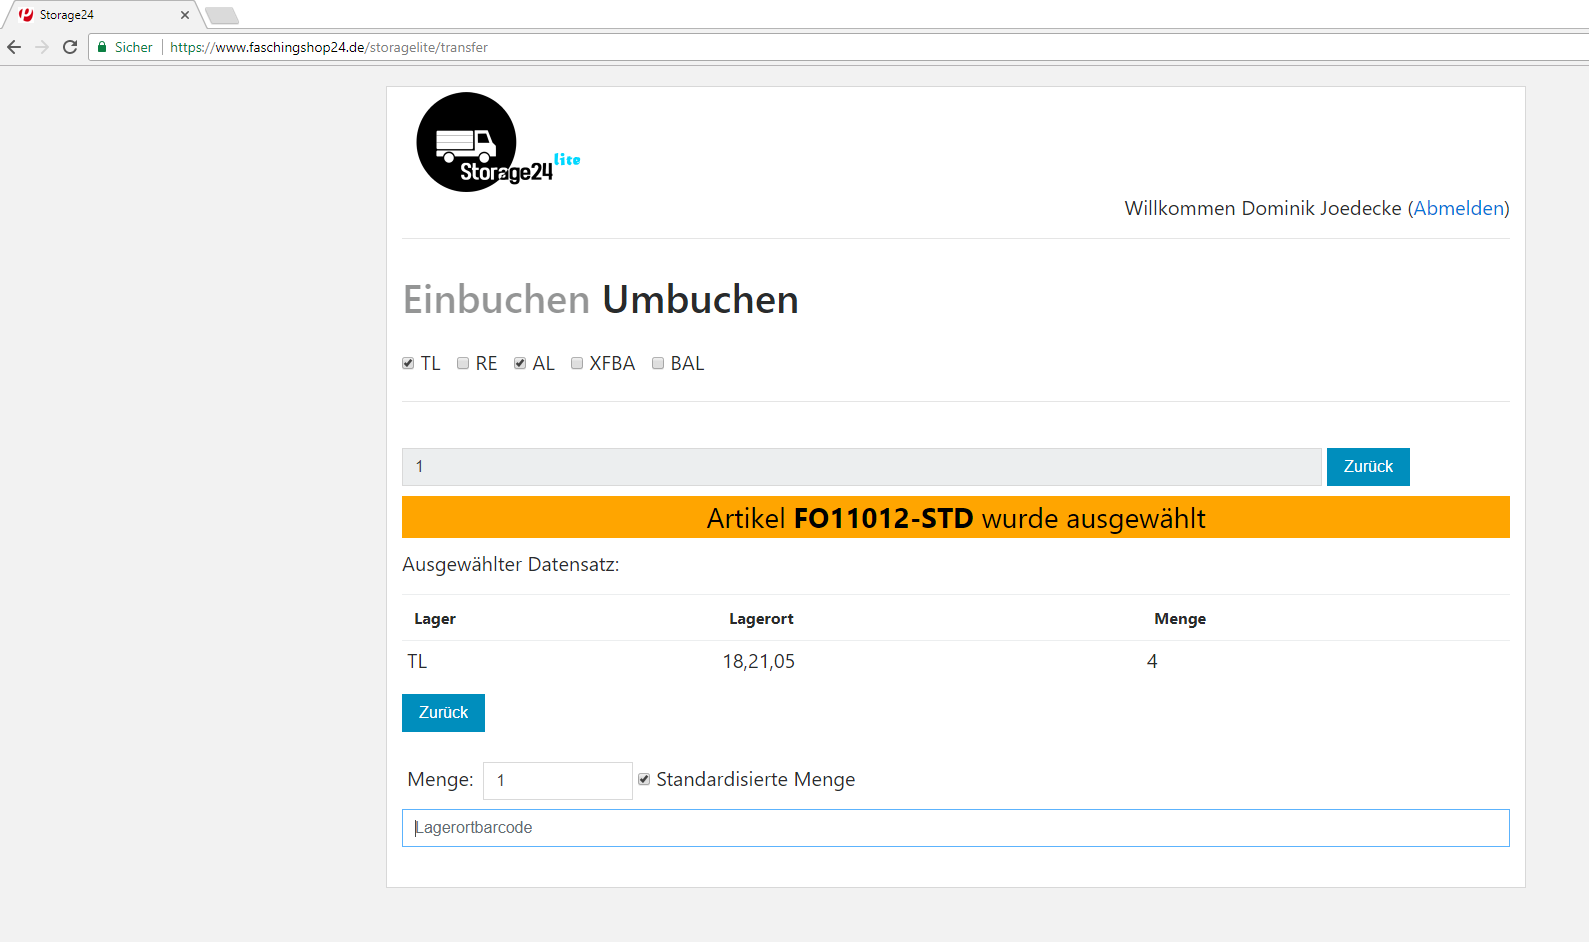 Storage24
Sicher https://www.faschingshop24.de/storagelite/transfer
Storage24 lite
Willkommen Dominik Joedecke (Abmelden)
Einbuchen Umbuchen
TL RE AL XFBA BAL
1 Zurück
Artikel FO11012-STD wurde ausgewählt
Ausgewählter Datensatz:
Lager Lagerort Menge
TL 18,21,05 4
Zurück
Menge: 1 Standardisierte Menge
Lagerortbarcode